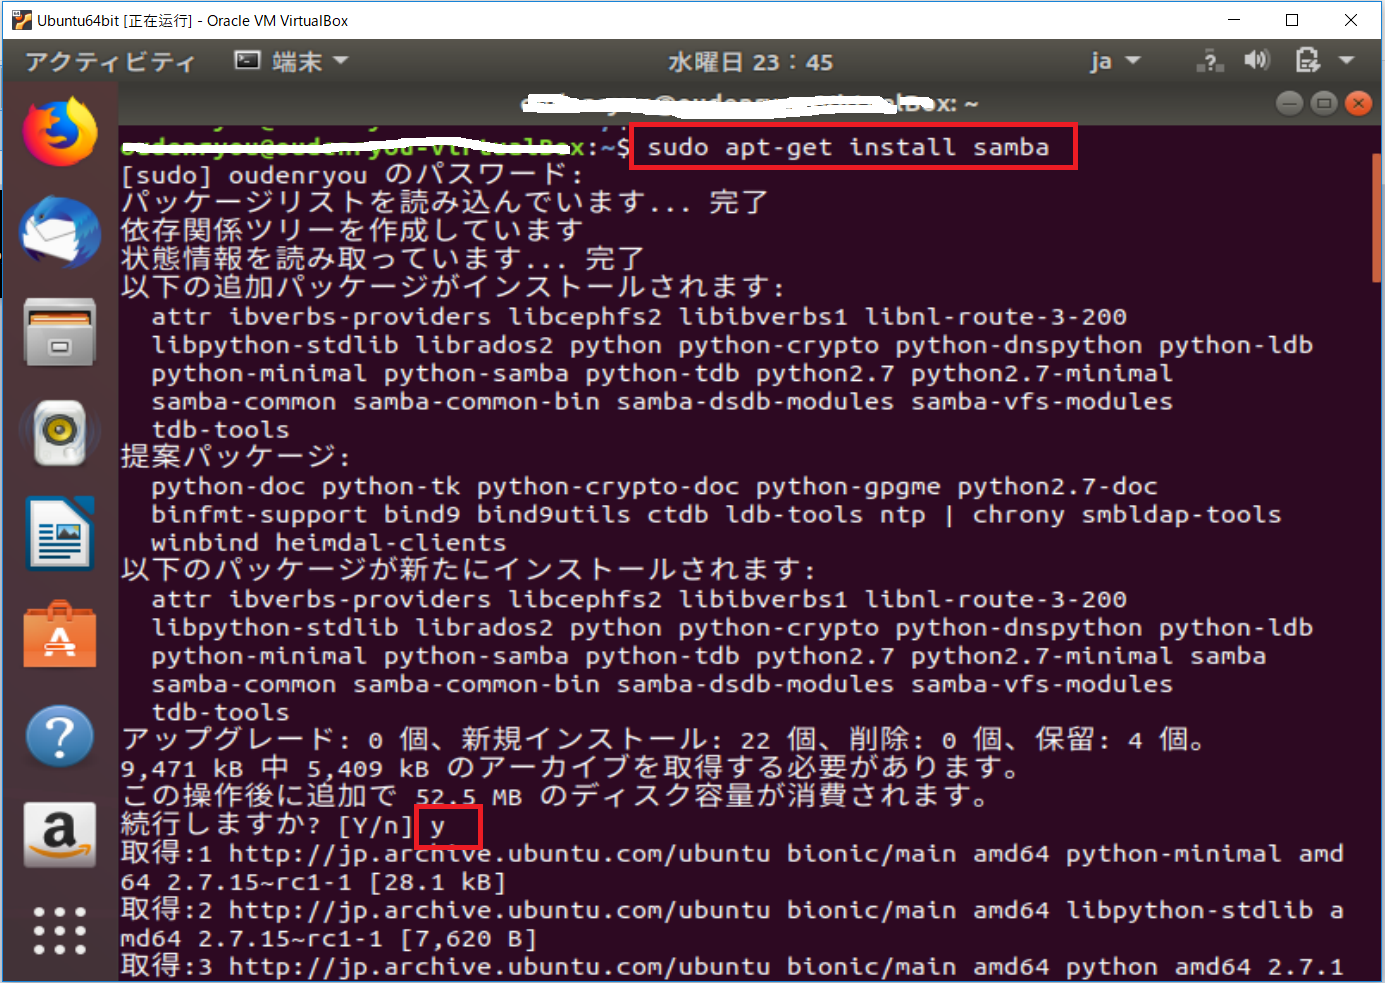 Ubuntu64bit [正在运行] - Oracle VM VirtualBox
アクティビティ 端末 水曜日 23：45 ja
Box: ~
x:~$ sudo apt-get install samba
[sudo] oudenryou のパスワード:
パッケージリストを読み込んでいます... 完了
依存関係ツリーを作成しています
状態情報を読み取っています... 完了
以下の追加パッケージがインストールされます:
attr ibverbs-providers libcephfs2 libibverbs1 libnl-route-3-200
libpython-stdlib librados2 python python-crypto python-dnspython python-ldb
python-minimal python-samba python-tdb python2.7 python2.7-minimal
samba-common samba-common-bin samba-dsdb-modules samba-vfs-modules
tdb-tools
提案パッケージ:
python-doc python-tk python-crypto-doc python-gpgme python2.7-doc
binfmt-support bind9 bind9utils ctdb ldb-tools ntp | chrony smbldap-tools
winbind heimdal-clients
以下のパッケージが新たにインストールされます:
attr ibverbs-providers libcephfs2 libibverbs1 libnl-route-3-200
libpython-stdlib librados2 python python-crypto python-dnspython python-ldb
python-minimal python-samba python-tdb python2.7 python2.7-minimal samba
samba-common samba-common-bin samba-dsdb-modules samba-vfs-modules
tdb-tools
アップグレード: 0 個、新規インストール: 22 個、削除: 0 個、保留: 4 個。
9,471 kB 中 5,409 kB のアーカイブを取得する必要があります。
この操作後に追加で 52.5 MB のディスク容量が消費されます。
続行しますか? [Y/n] y
取得:1 http://jp.archive.ubuntu.com/ubuntu bionic/main amd64 python-minimal amd
64 2.7.15~rc1-1 [28.1 kB]
取得:2 http://jp.archive.ubuntu.com/ubuntu bionic/main amd64 libpython-stdlib a
md64 2.7.15~rc1-1 [7,620 B]
取得:3 http://jp.archive.ubuntu.com/ubuntu bionic/main amd64 python amd64 2.7.1